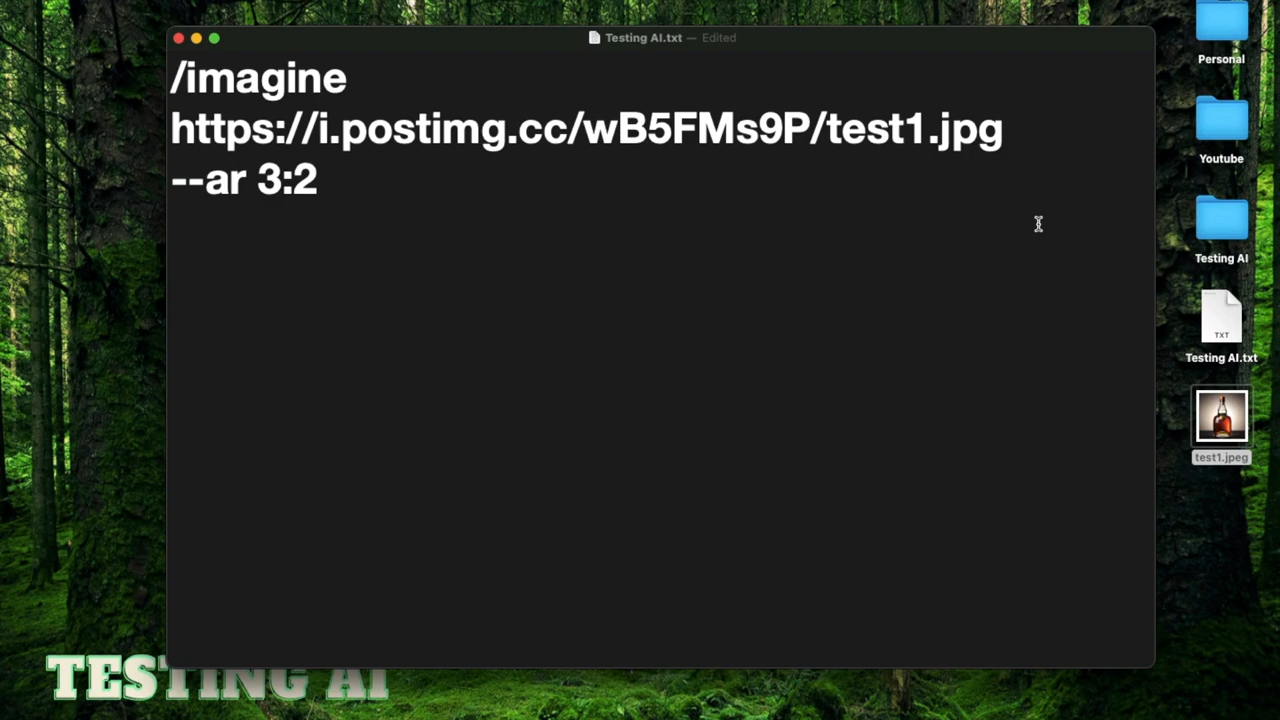 Testing AI.txt — Edited
/imagine
https://i.postimg.cc/wB5FMs9P/test1.jpg
--ar 3:2
Personal
Youtube
Testing AI
TXT
Testing AI.txt
test1.jpeg
TESTING AI